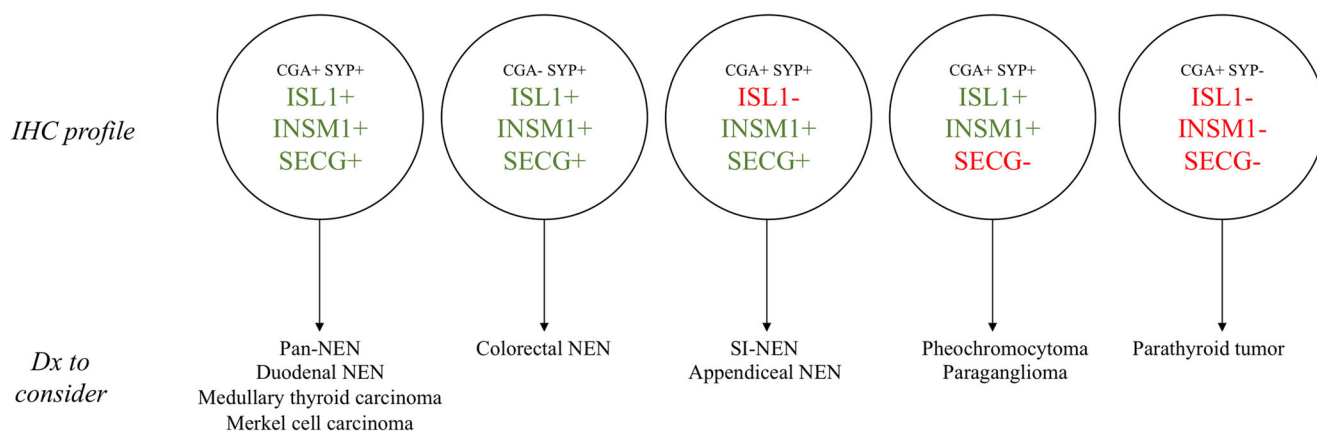 IHC profile
CGA+ SYP+
ISL1+
INSM1+
SECG+
CGA- SYP+
ISL1+
INSM1+
SECG+
CGA+ SYP+
ISL1-
INSM1+
SECG+
CGA+ SYP+
ISL1+
INSM1+
SECG-
CGA+ SYP-
ISL1-
INSM1-
SECG-
Dx to
consider
Pan-NEN
Duodenal NEN
Medullary thyroid carcinoma
Merkel cell carcinoma
Colorectal NEN
SI-NEN
Appendiceal NEN
Pheochromocytoma
Paraganglioma
Parathyroid tumor